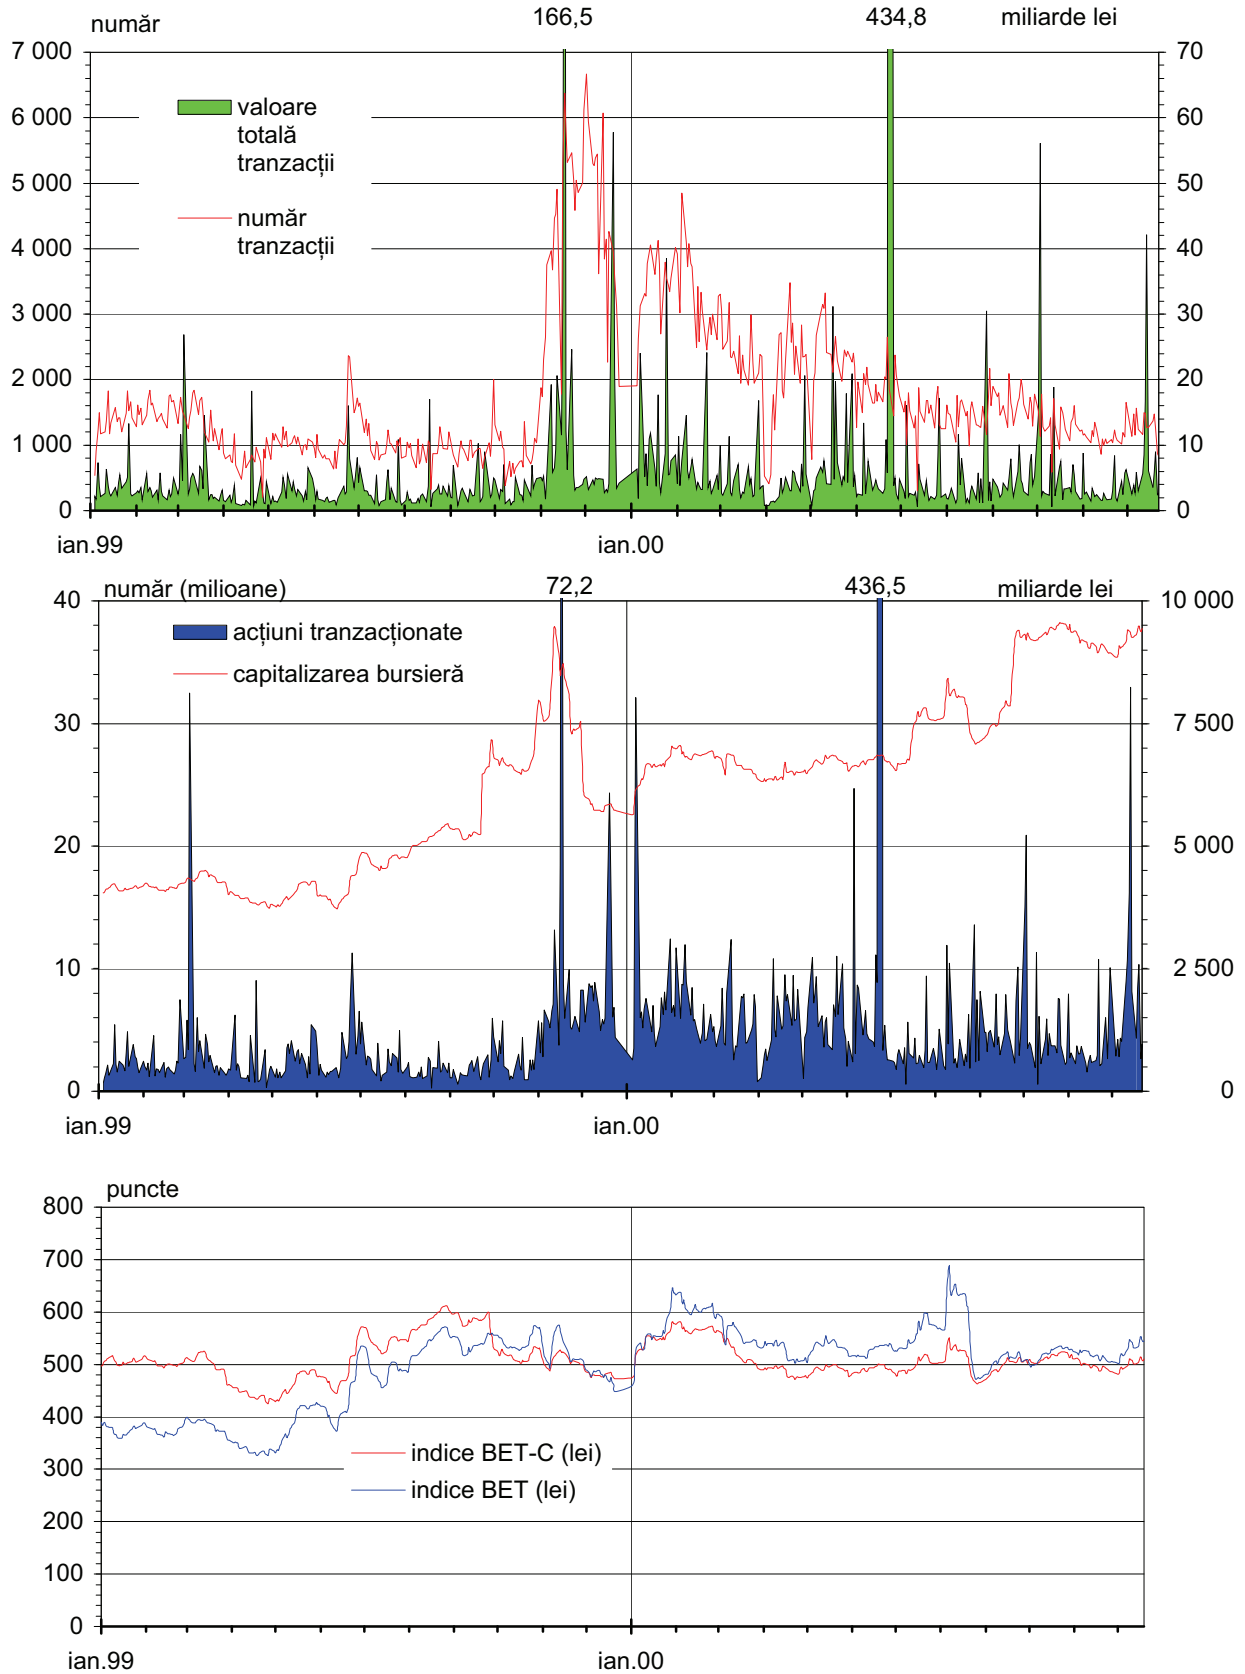 număr
166,5
434,8
miliarde lei
7 000
70
6 000
60
5 000
50
4 000
40
3 000
30
2 000
20
1 000
10
0
0
valoare
totală
tranzacții
număr
tranzacții
ian.99
ian.00
număr (milioane)
72,2
436,5
miliarde lei
40
10 000
30
7 500
20
5 000
10
2 500
0
0
acțiuni tranzacționate
capitalizarea bursieră
ian.99
ian.00
puncte
800
700
600
500
400
300
200
100
0
indice BET-C (lei)
indice BET (lei)
ian.99
ian.00